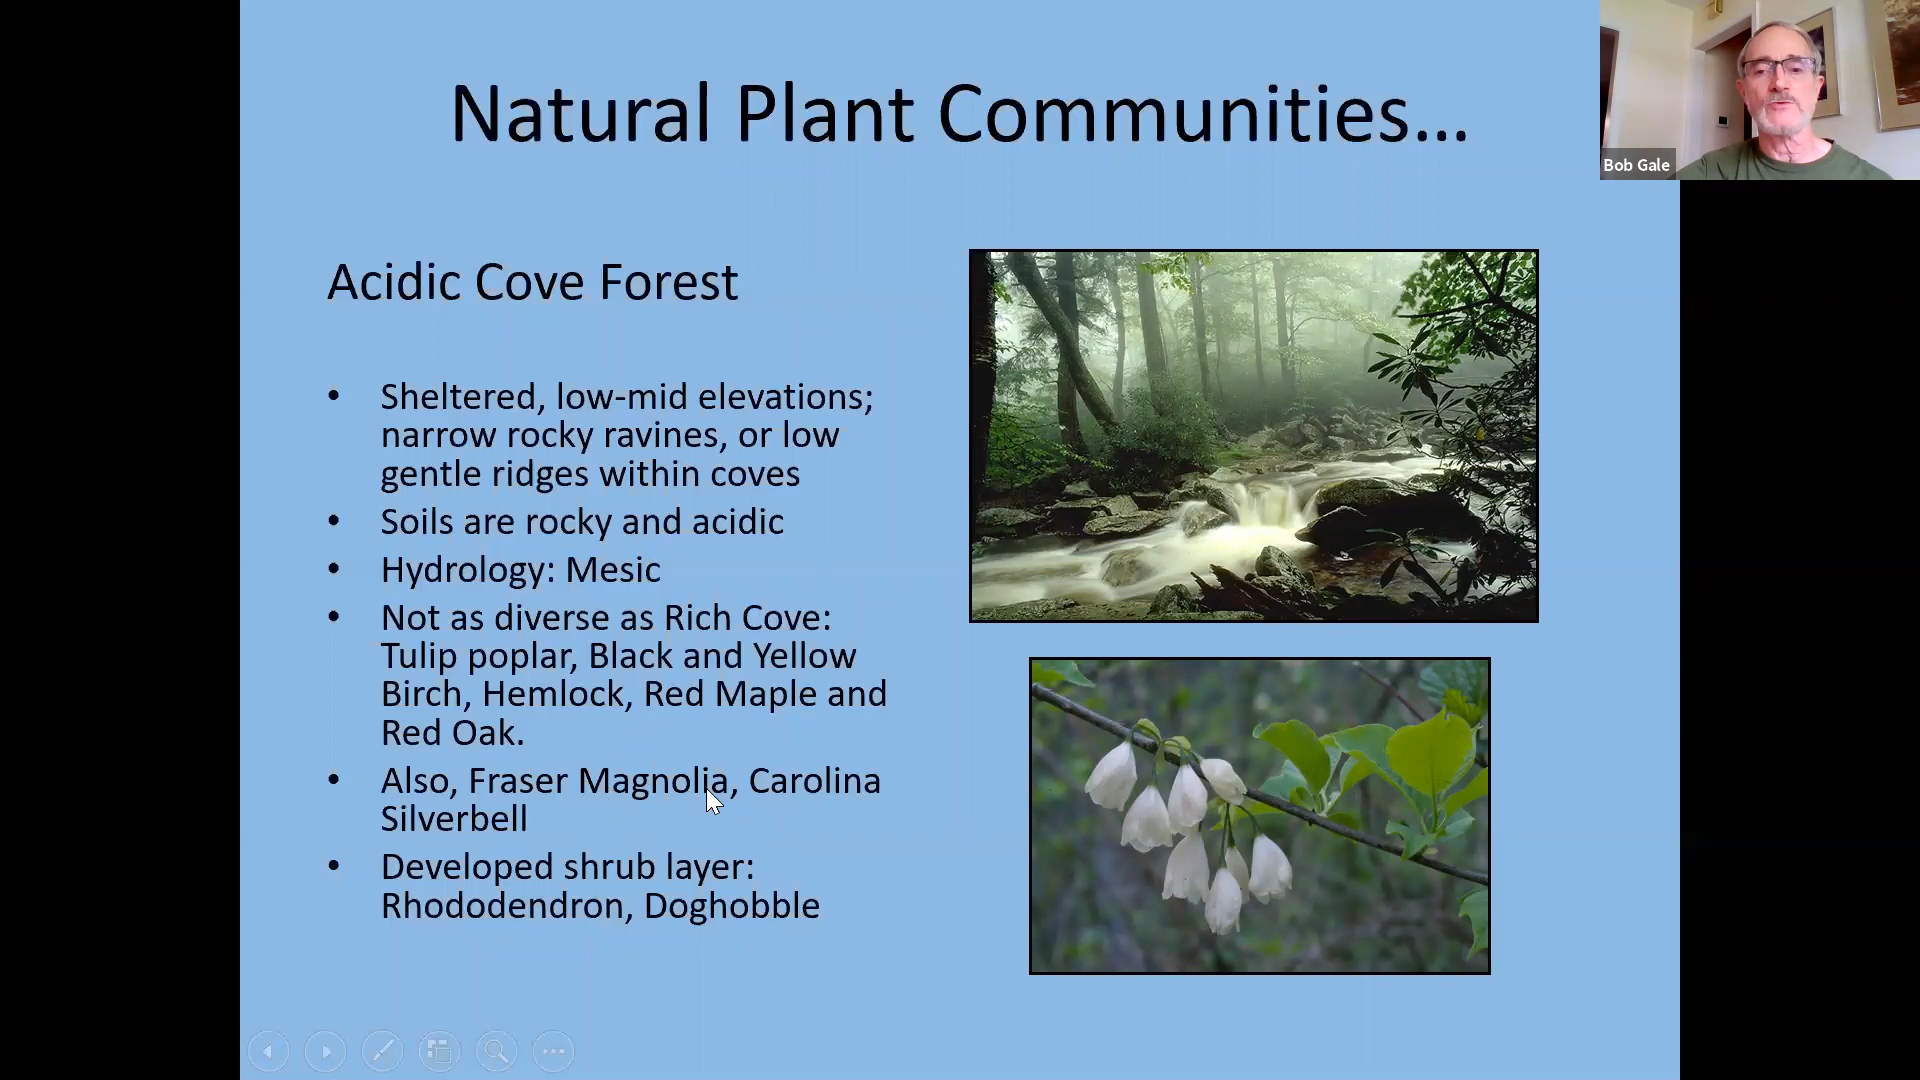 Natural Plant Communities...
Bob Gale
Acidic Cove Forest
• Sheltered, low-mid elevations;
narrow rocky ravines, or low
gentle ridges within coves
• Soils are rocky and acidic
• Hydrology: Mesic
• Not as diverse as Rich Cove:
Tulip poplar, Black and Yellow
Birch, Hemlock, Red Maple and
Red Oak.
• Also, Fraser Magnolia, Carolina
Silverbell
• Developed shrub layer:
Rhododendron, Doghobble